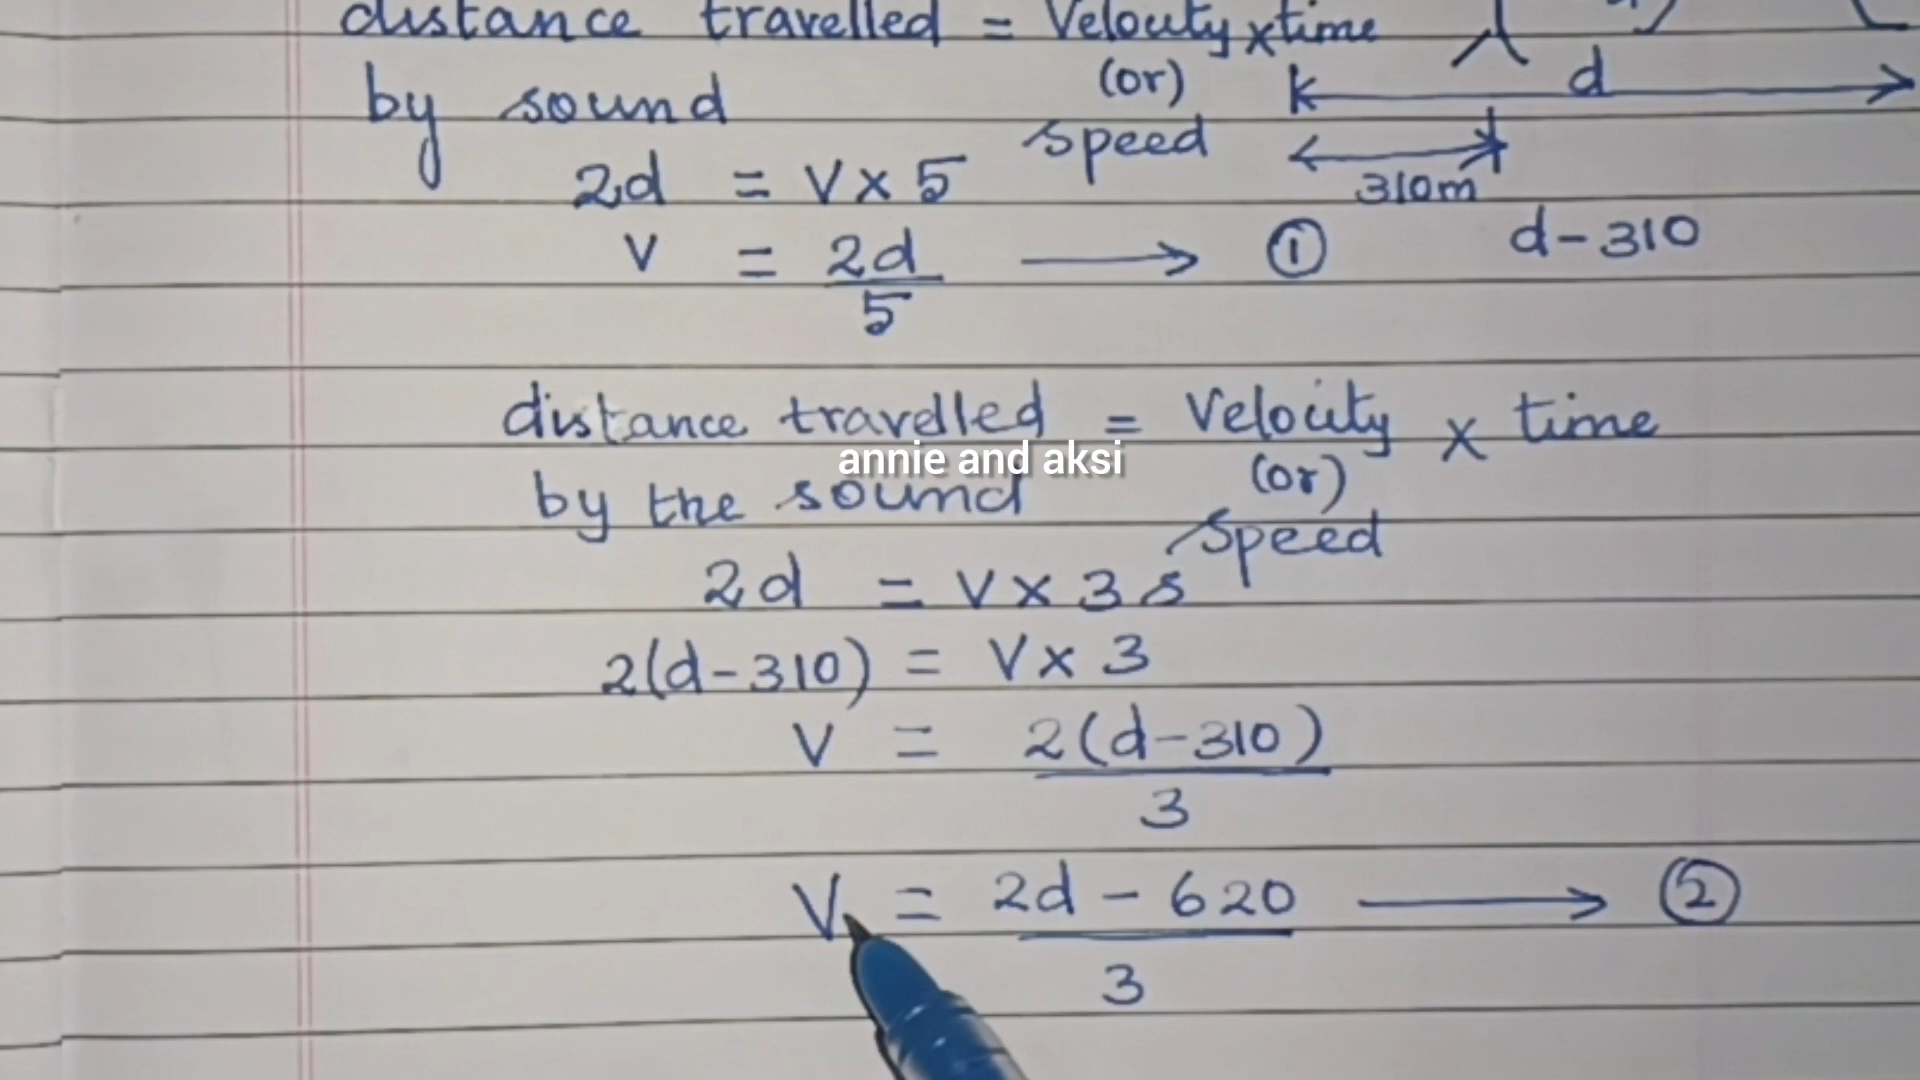 distance travelled = Velocity x time
by sound (or) d
speed
310m
2d = V x 5
V = 2d/5 ⟶ ① d-310
distance travelled = Velocity x time
annie and aksi
by the sound (or)
speed
2d = V x 3 s
2(d-310) = V x 3
V = 2(d-310)/3
V = 2d - 620/3 ⟶ ②